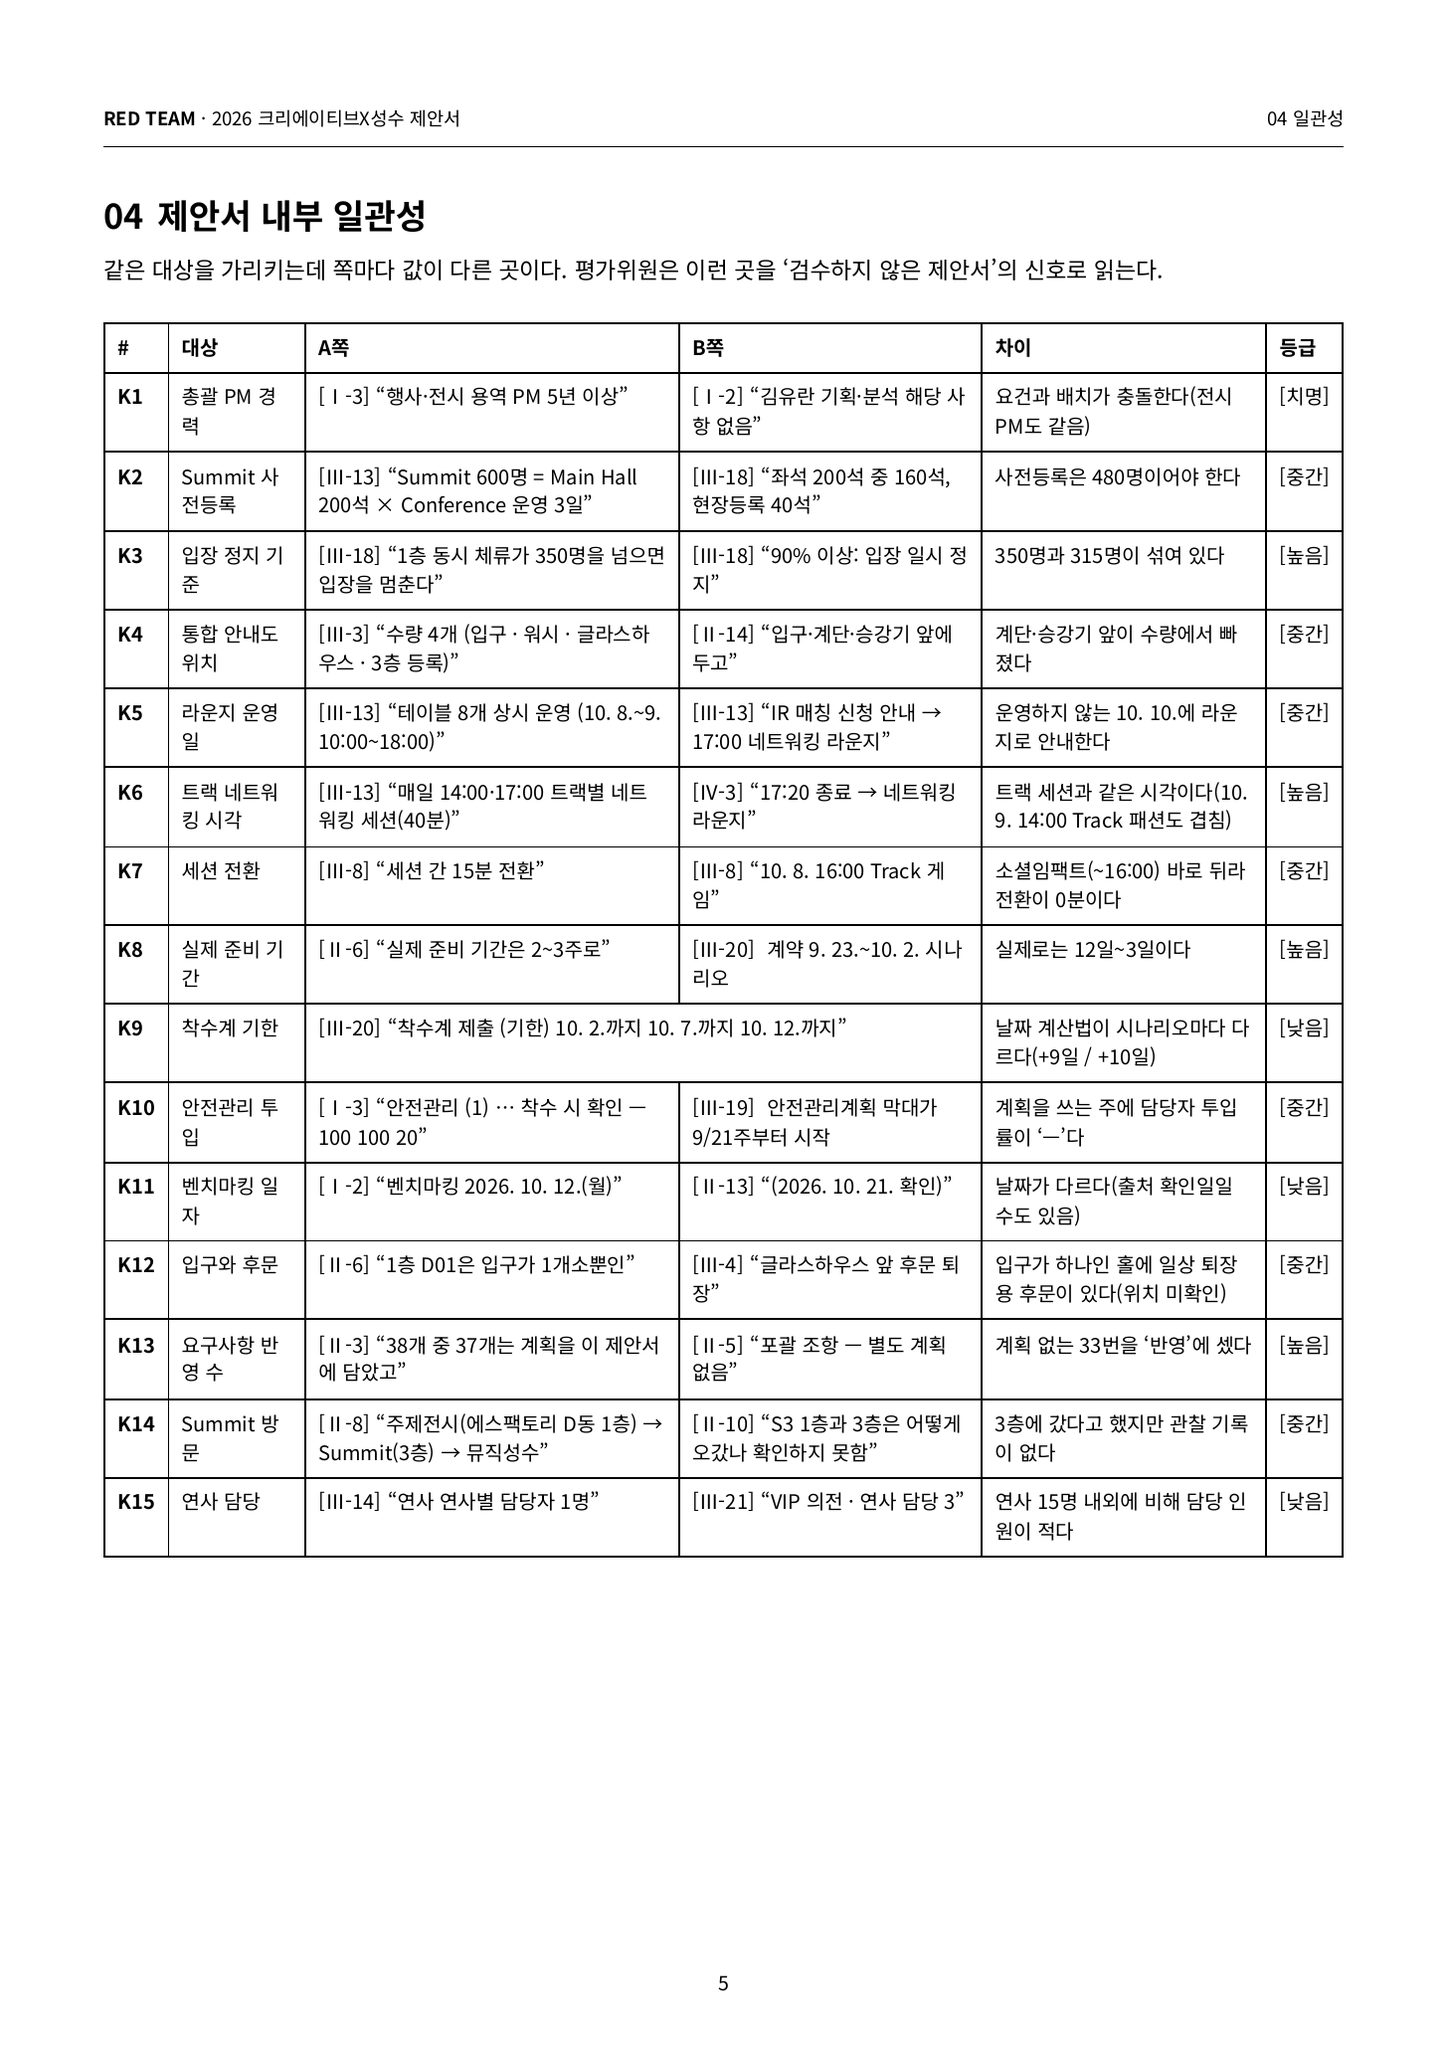 RED TEAM · 2026 크리에이티브X성수 제안서
04 일관성
04 제안서 내부 일관성
같은 대상을 가리키는데 쪽마다 값이 다른 곳이다. 평가위원은 이런 곳을 ‘검수하지 않은 제안서’의 신호로 읽는다.
# 대상 A쪽 B쪽 차이 등급
K1 총괄 PM 경 [Ⅰ-3] “행사·전시 용역 PM 5년 이상” [Ⅰ-2] “김유란 기획·분석 해당 사 요건과 배치가 충돌한다(전시 [치명]
력 항 없음” PM도 같음)
K2 Summit 사 [Ⅲ-13] “Summit 600명 = Main Hall [Ⅲ-18] “좌석 200석 중 160석, 사전등록은 480명이어야 한다 [중간]
전등록 200석 × Conference 운영 3일” 현장등록 40석”
K3 입장 정지 기 [Ⅲ-18] “1층 동시 체류가 350명을 넘으면 [Ⅲ-18] “90% 이상: 입장 일시 정 350명과 315명이 섞여 있다 [높음]
준 입장을 멈춘다” 지”
K4 통합 안내도 [Ⅲ-3] “수량 4개 (입구 · 워시 · 글라스하 [Ⅱ-14] “입구·계단·승강기 앞에 계단·승강기 앞이 수량에서 빠 [중간]
위치 우스 · 3층 등록)” 두고” 졌다
K5 라운지 운영 [Ⅲ-13] “테이블 8개 상시 운영 (10. 8.~9. [Ⅲ-13] “IR 매칭 신청 안내 → 운영하지 않는 10. 10.에 라운 [중간]
일 10:00~18:00)” 17:00 네트워킹 라운지” 지로 안내한다
K6 트랙 네트워 [Ⅲ-13] “매일 14:00·17:00 트랙별 네트 [Ⅳ-3] “17:20 종료 → 네트워킹 트랙 세션과 같은 시각이다(10. [높음]
킹 시각 워킹 세션(40분)” 라운지” 9. 14:00 Track 패션도 겹침)
K7 세션 전환 [Ⅲ-8] “세션 간 15분 전환” [Ⅲ-8] “10. 8. 16:00 Track 게 소셜임팩트(~16:00) 바로 뒤라 [중간]
임” 전환이 0분이다
K8 실제 준비 기 [Ⅱ-6] “실제 준비 기간은 2~3주로” [Ⅲ-20] 계약 9. 23.~10. 2. 시나 실제로는 12일~3일이다 [높음]
간 리오
K9 착수계 기한 [Ⅲ-20] “착수계 제출 (기한) 10. 2.까지 10. 7.까지 10. 12.까지” 날짜 계산법이 시나리오마다 다 [낮음]
르다(+9일 / +10일)
K10 안전관리 투 [Ⅰ-3] “안전관리 (1) … 착수 시 확인 — [Ⅲ-19] 안전관리계획 막대가 계획을 쓰는 주에 담당자 투입 [중간]
입 100 100 20” 9/21주부터 시작 률이 ‘—’다
K11 벤치마킹 일 [Ⅰ-2] “벤치마킹 2026. 10. 12.(월)” [Ⅱ-13] “(2026. 10. 21. 확인)” 날짜가 다르다(출처 확인일일 [낮음]
자 수도 있음)
K12 입구와 후문 [Ⅱ-6] “1층 D01은 입구가 1개소뿐인” [Ⅲ-4] “글라스하우스 앞 후문 퇴 입구가 하나인 홀에 일상 퇴장 [중간]
장” 용 후문이 있다(위치 미확인)
K13 요구사항 반 [Ⅱ-3] “38개 중 37개는 계획을 이 제안서 [Ⅱ-5] “포괄 조항 — 별도 계획 계획 없는 33번을 ‘반영’에 셌다 [높음]
영 수 에 담았고” 없음”
K14 Summit 방 [Ⅱ-8] “주제전시(에스팩토리 D동 1층) → [Ⅱ-10] “S3 1층과 3층은 어떻게 3층에 갔다고 했지만 관찰 기록 [중간]
문 Summit(3층) → 뮤직성수” 오갔나 확인하지 못함” 이 없다
K15 연사 담당 [Ⅲ-14] “연사 연사별 담당자 1명” [Ⅲ-21] “VIP 의전 · 연사 담당 3” 연사 15명 내외에 비해 담당 인 [낮음]
원이 적다
5